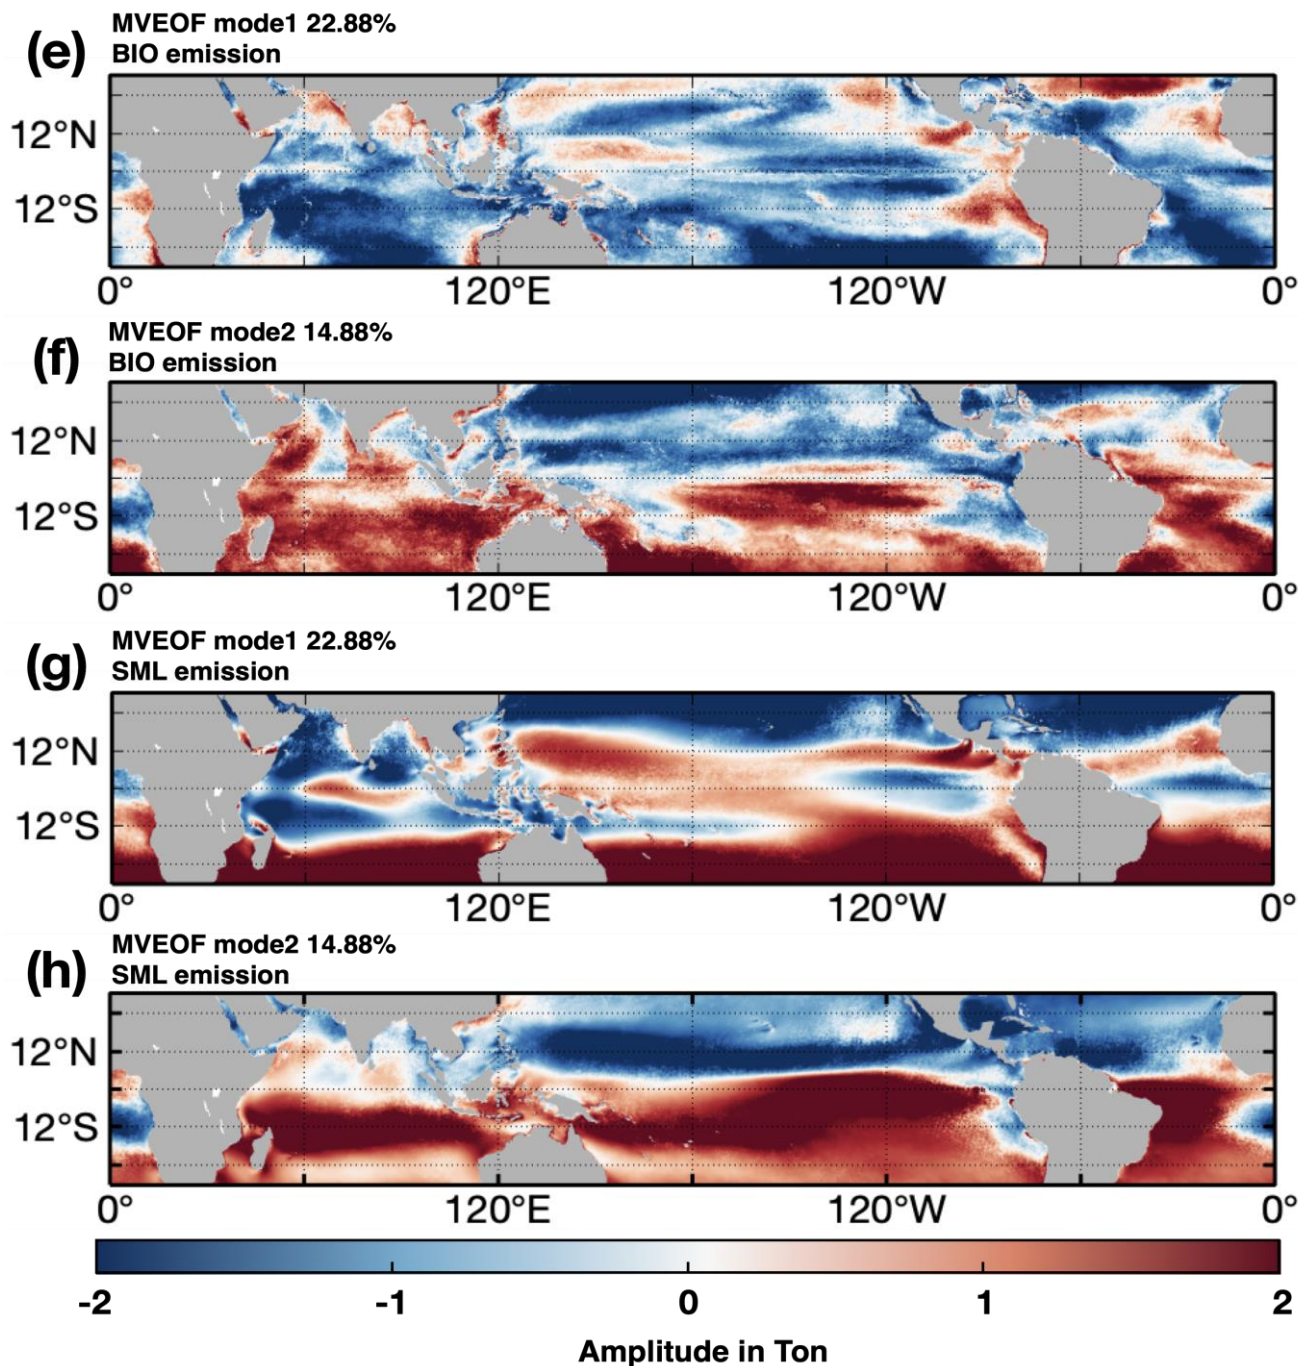 (e)
MVEOF mode1 22.88%
BIO emission
12°N
12°S
0° 120°E 120°W 0°
(f)
MVEOF mode2 14.88%
BIO emission
12°N
12°S
0° 120°E 120°W 0°
(g)
MVEOF mode1 22.88%
SML emission
12°N
12°S
0° 120°E 120°W 0°
(h)
MVEOF mode2 14.88%
SML emission
12°N
12°S
0° 120°E 120°W 0°
-2 -1 0 1 2
Amplitude in Ton